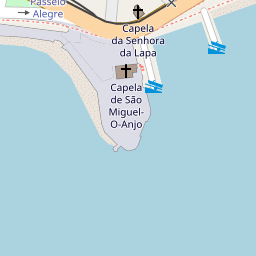 Passeio
Alegre
Capela
da Senhora
da Lapa
Capela
de São
Miguel-
O-Anjo